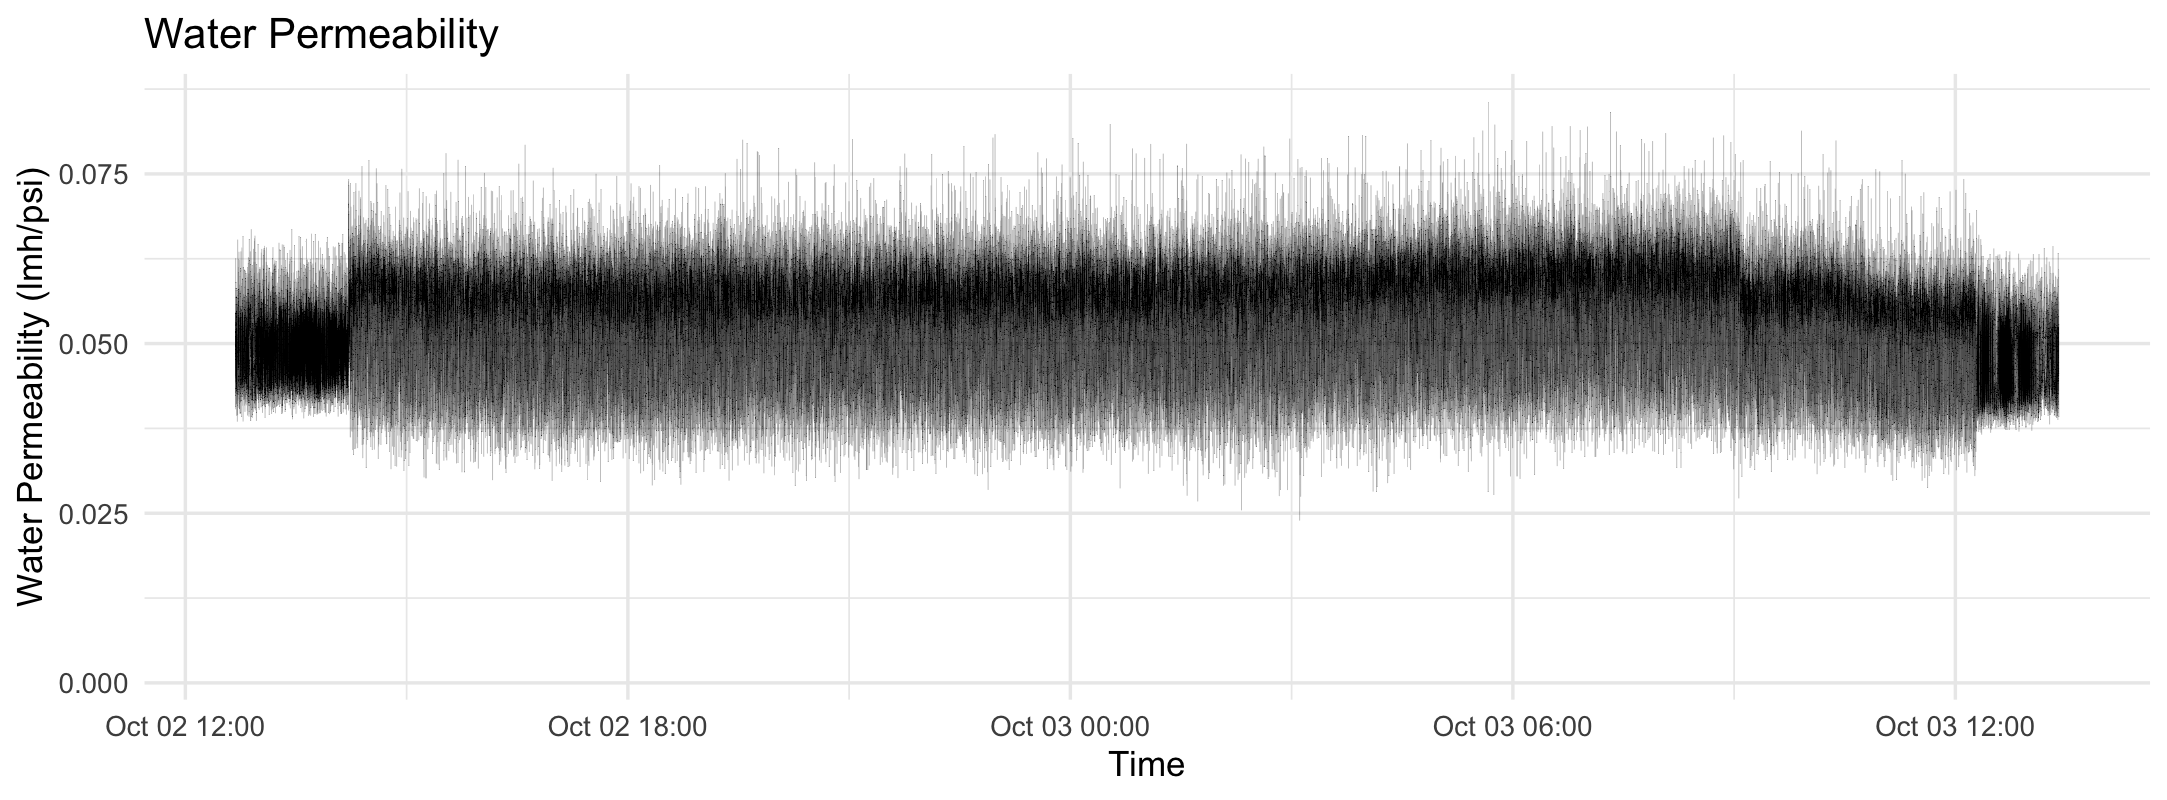 Water Permeability
Water Permeability (lmh/psi)
0.075
0.050
0.025
0.000
Oct 02 12:00 Oct 02 18:00 Oct 03 00:00 Oct 03 06:00 Oct 03 12:00
Time